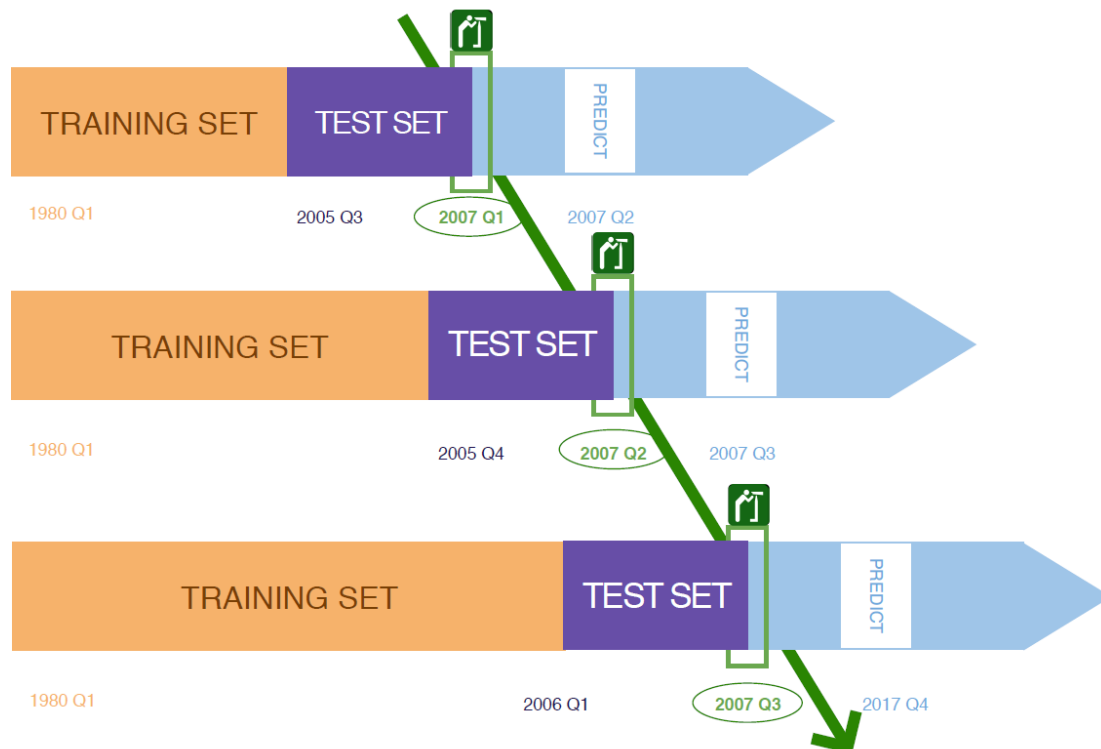 TRAINING SET
TEST SET
PREDICT
1980 Q1
2005 Q3
2007 Q1
2007 Q2
TRAINING SET
TEST SET
PREDICT
1980 Q1
2005 Q4
2007 Q2
2007 Q3
TRAINING SET
TEST SET
PREDICT
1980 Q1
2006 Q1
2007 Q3
2017 Q4